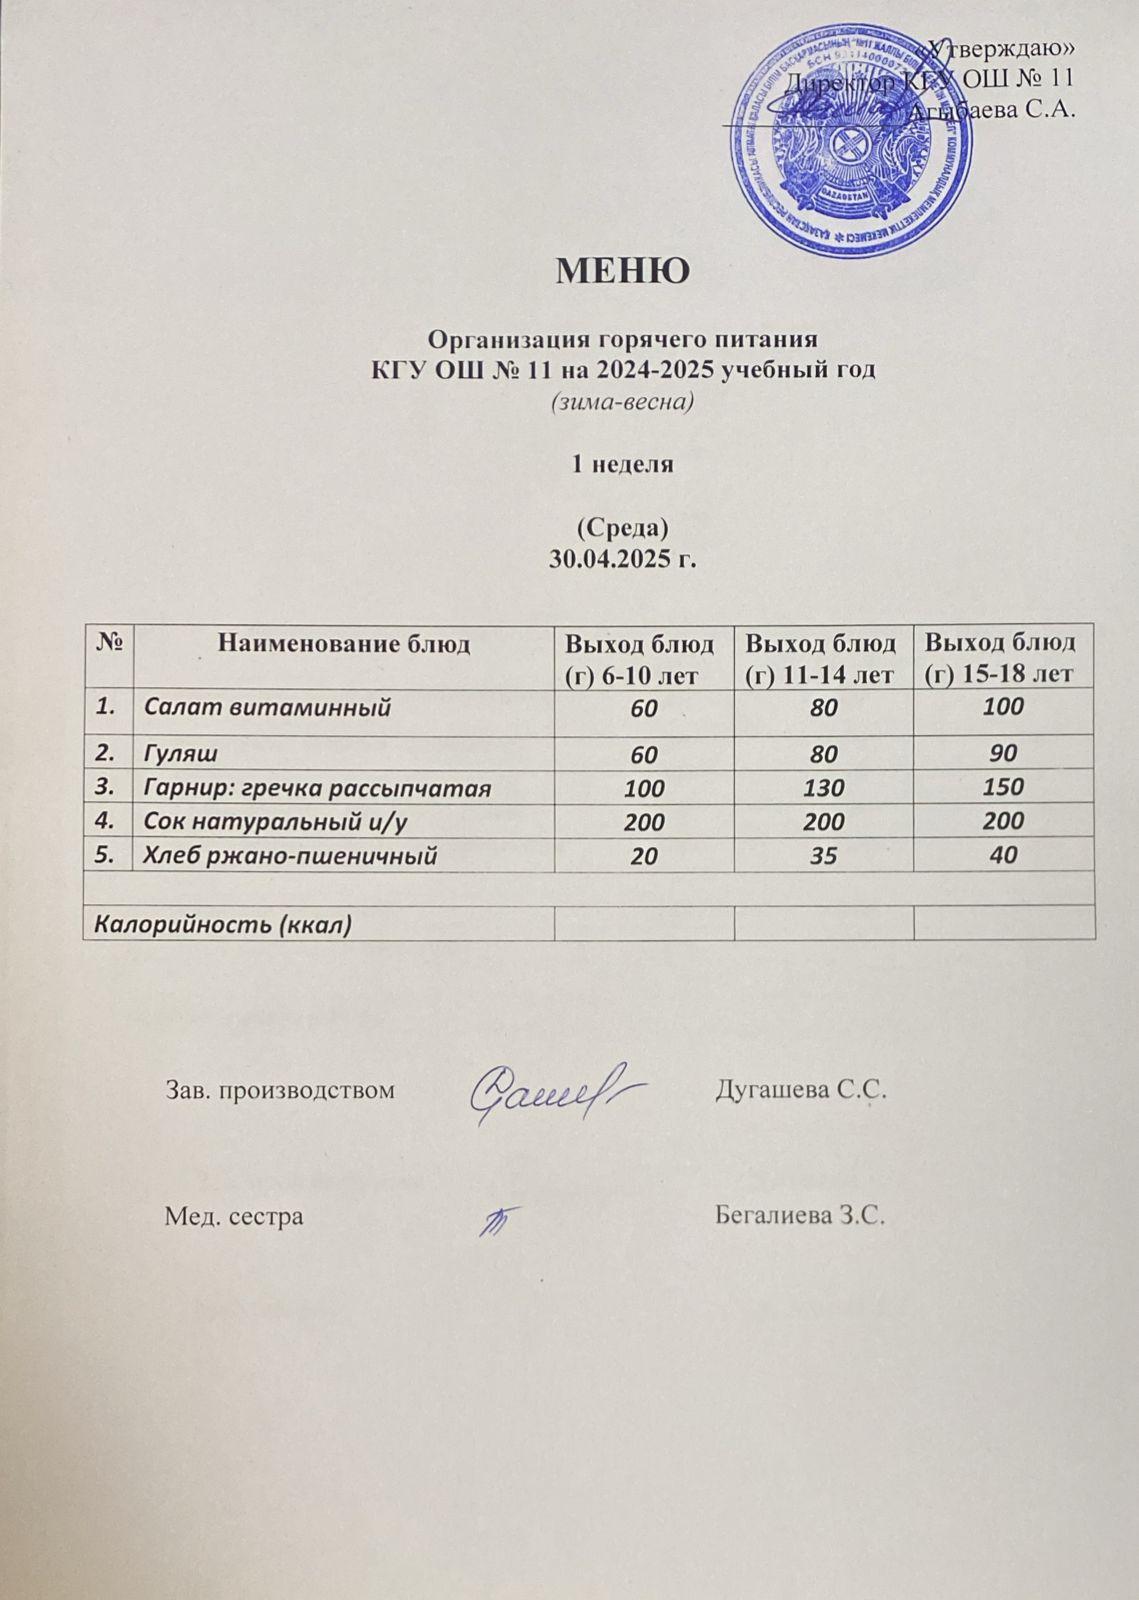 «Утверждаю»
Директор КГУ ОШ № 11
Агыбаева С.А.
QAZAQSTAN
МЕНЮ
Организация горячего питания
КГУ ОШ № 11 на 2024-2025 учебный год
(зима-весна)
1 неделя
(Среда)
30.04.2025 г.
№ Наименование блюд Выход блюд (г) 6-10 лет Выход блюд (г) 11-14 лет Выход блюд (г) 15-18 лет
1. Салат витаминный 60 80 100
2. Гуляш 60 80 90
3. Гарнир: гречка рассыпчатая 100 130 150
4. Сок натуральный и/у 200 200 200
5. Хлеб ржано-пшеничный 20 35 40
Калорийность (ккал)
Зав. производством Дугашева С.С.
Мед. сестра Бегалиева З.С.